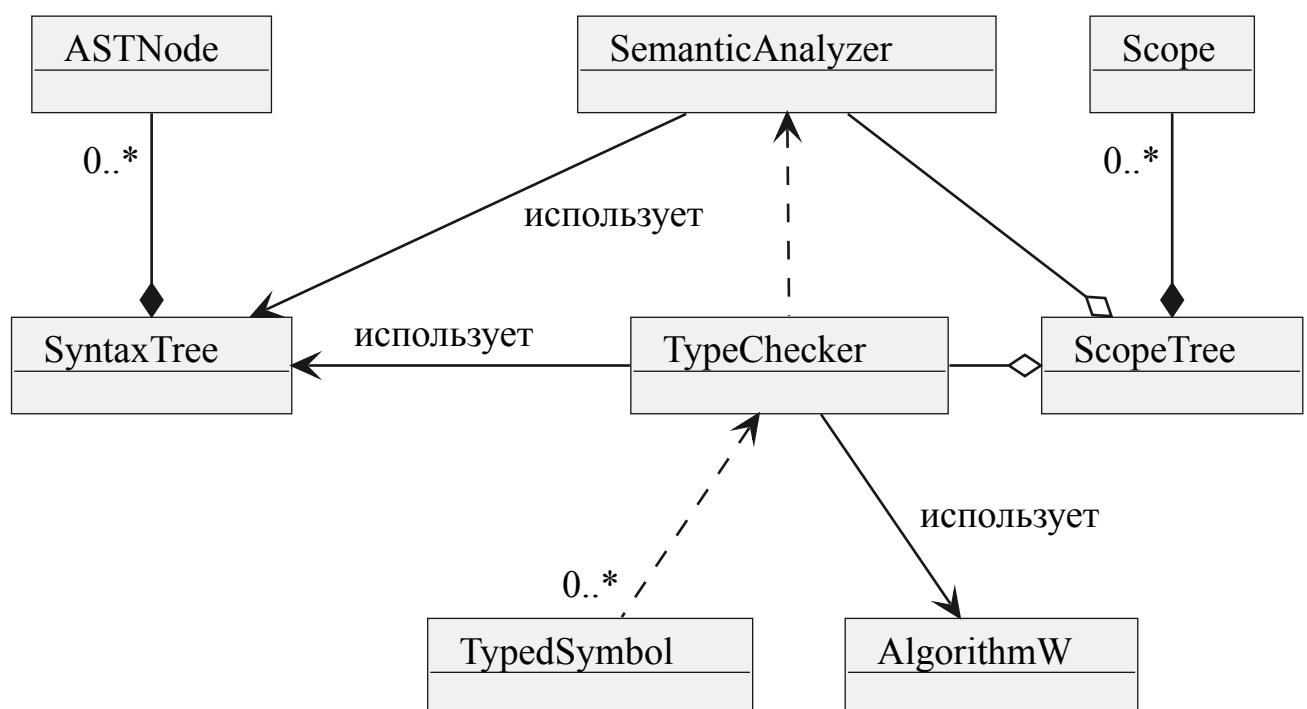 ASTNode
SemanticAnalyzer
Scope
0..*
0..*
использует
SyntaxTree
использует
TypeChecker
ScopeTree
использует
0..*
TypedSymbol
AlgorithmW